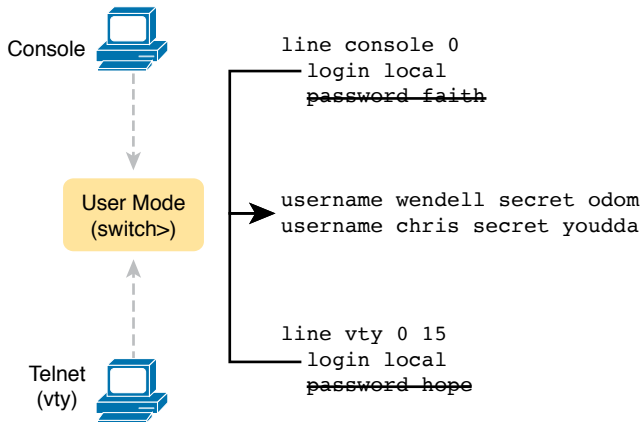 Console
line console 0
login local
password faith
User Mode
(switch>)
username wendell secret odom
username chris secret youdda
line vty 0 15
login local
password hope
Telnet
(vty)